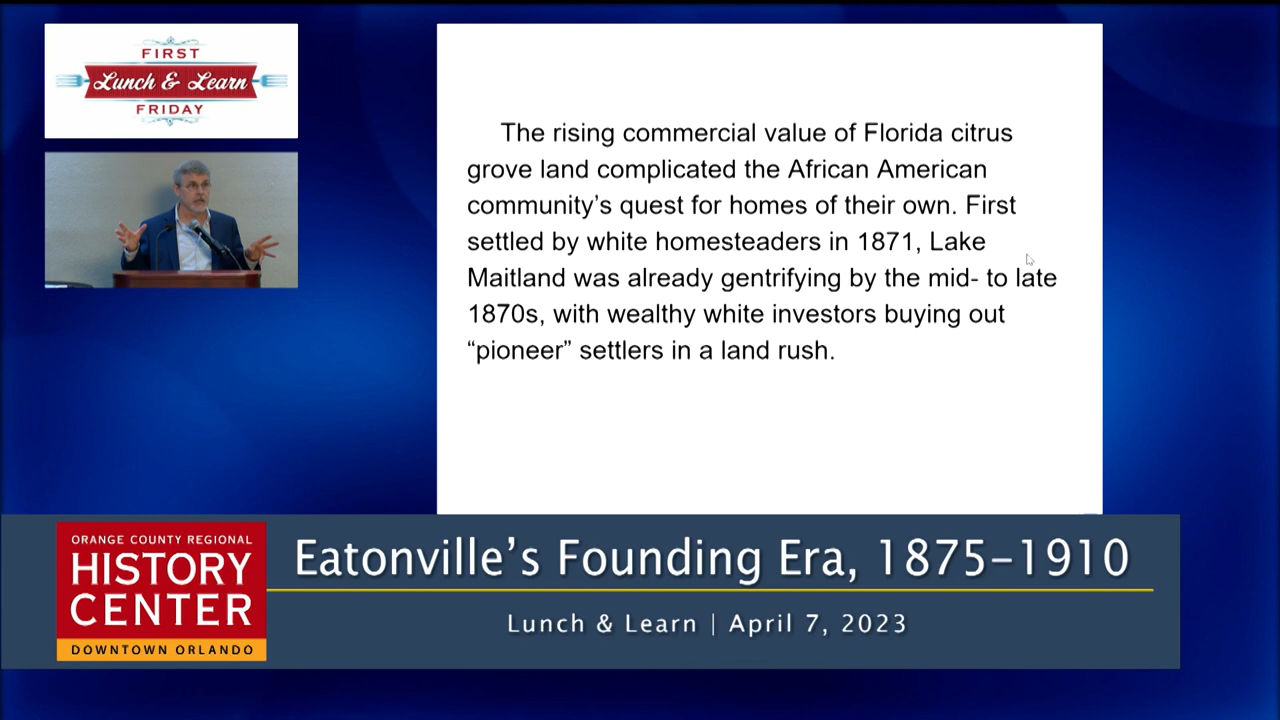 FIRST
Lunch & Learn
FRIDAY
The rising commercial value of Florida citrus
grove land complicated the African American
community’s quest for homes of their own. First
settled by white homesteaders in 1871, Lake
Maitland was already gentrifying by the mid- to late
1870s, with wealthy white investors buying out
“pioneer” settlers in a land rush.
ORANGE COUNTY REGIONAL
HISTORY
CENTER
DOWNTOWN ORLANDO
Eatonville’s Founding Era, 1875–1910
Lunch & Learn | April 7, 2023